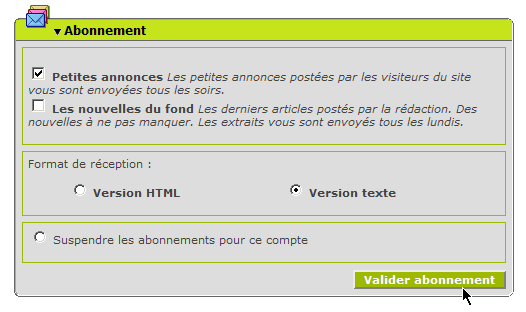 Abonnement
Petites annonces Les petites annonces postées par les visiteurs du site
vous sont envoyées tous les soirs.
Les nouvelles du fond Les derniers articles postés par la rédaction. Des
nouvelles à ne pas manquer. Les extraits vous sont envoyés tous les lundis.
Format de réception :
Version HTML Version texte
Suspendre les abonnements pour ce compte
Valider abonnement